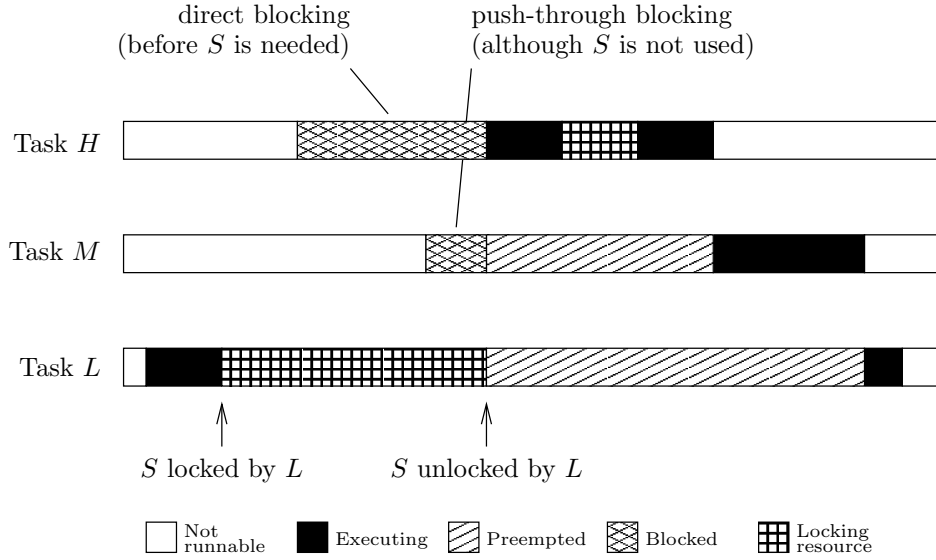 direct blocking
(before S is needed)
push-through blocking
(although S is not used)
Task H
Task M
Task L
S locked by L
S unlocked by L
Not
runnable
Executing
Preempted
Blocked
Locking
resource